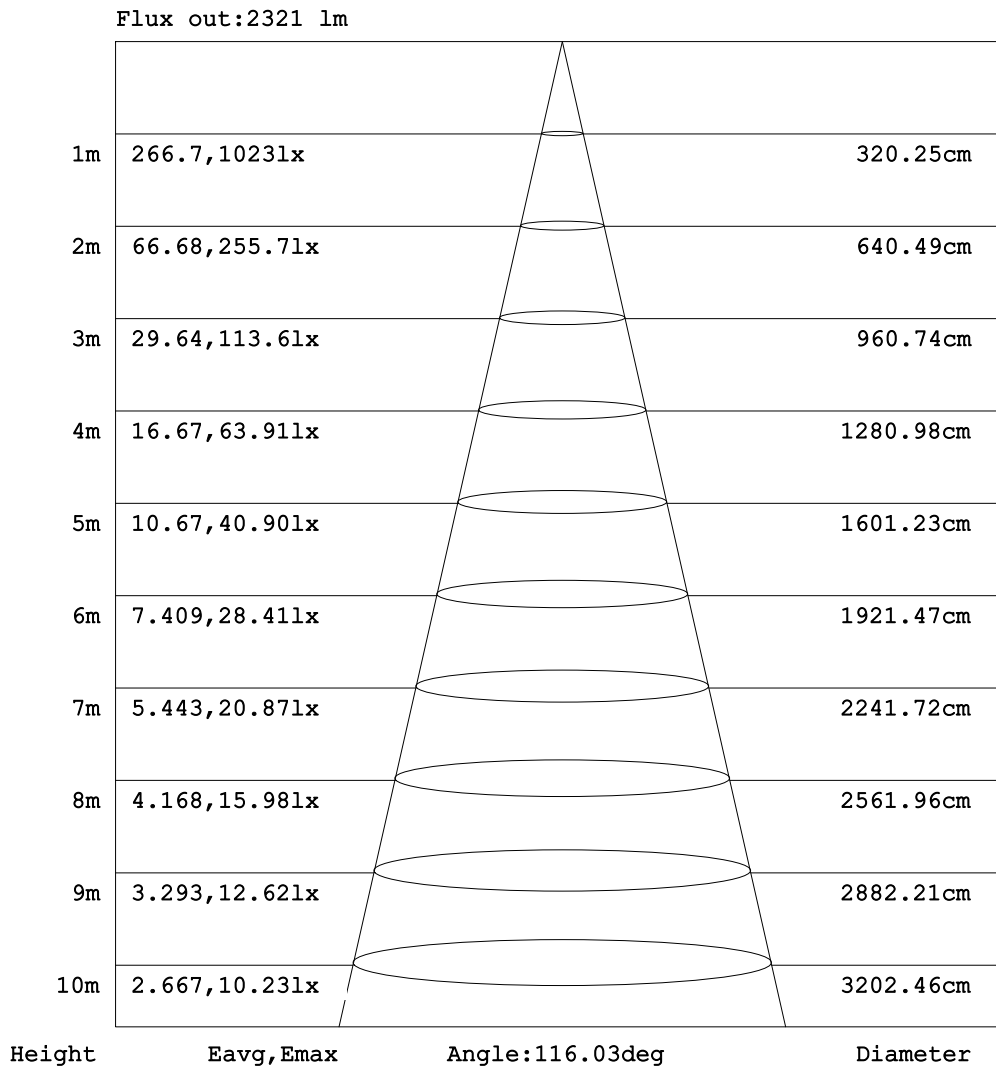 Flux out:2321 lm
1m 266.7,1023lx 320.25cm
2m 66.68,255.7lx 640.49cm
3m 29.64,113.6lx 960.74cm
4m 16.67,63.91lx 1280.98cm
5m 10.67,40.90lx 1601.23cm
6m 7.409,28.41lx 1921.47cm
7m 5.443,20.87lx 2241.72cm
8m 4.168,15.98lx 2561.96cm
9m 3.293,12.62lx 2882.21cm
10m 2.667,10.23lx 3202.46cm
Height Eavg,Emax Angle:116.03deg Diameter